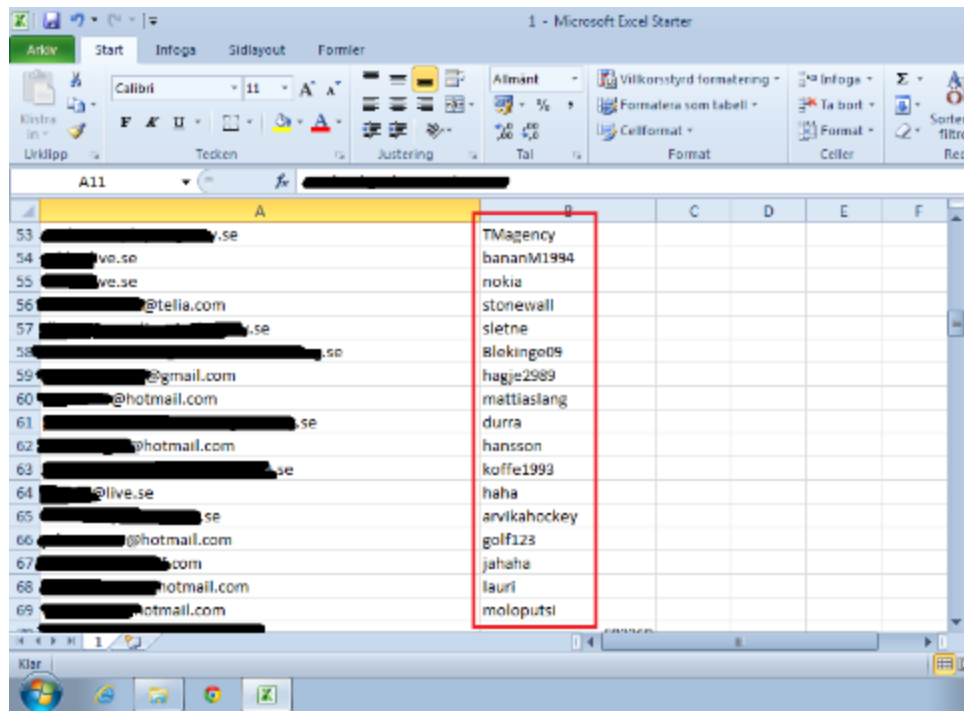 1 - Microsoft Excel Starter
Arkiv Start Infoga Sidlayout Formler
Klistra in
Calibri 11 A A
F K U A
Allmänt
% ,
,00 ,0
Villkorsstyrd formatering
Formatera som tabell
Cellformat
Infoga
Ta bort
Format
Σ
Urklipp Tecken Justering Tal Format Celler
A11 fx
A B C D E F
53 .se TMagency
54 ve.se bananM1994
55 ve.se nokia
56 @telia.com stonewall
57 .se sletne
58 .se Blekinge09
59 @gmail.com hagje2989
60 @hotmail.com mattiaslang
61 .se durra
62 @hotmail.com hansson
63 .se koffe1993
64 @live.se haha
65 .se arvikahockey
66 @hotmail.com golf123
67 .com jahaha
68 hotmail.com lauri
69 hotmail.com moloputsi
1
Klar